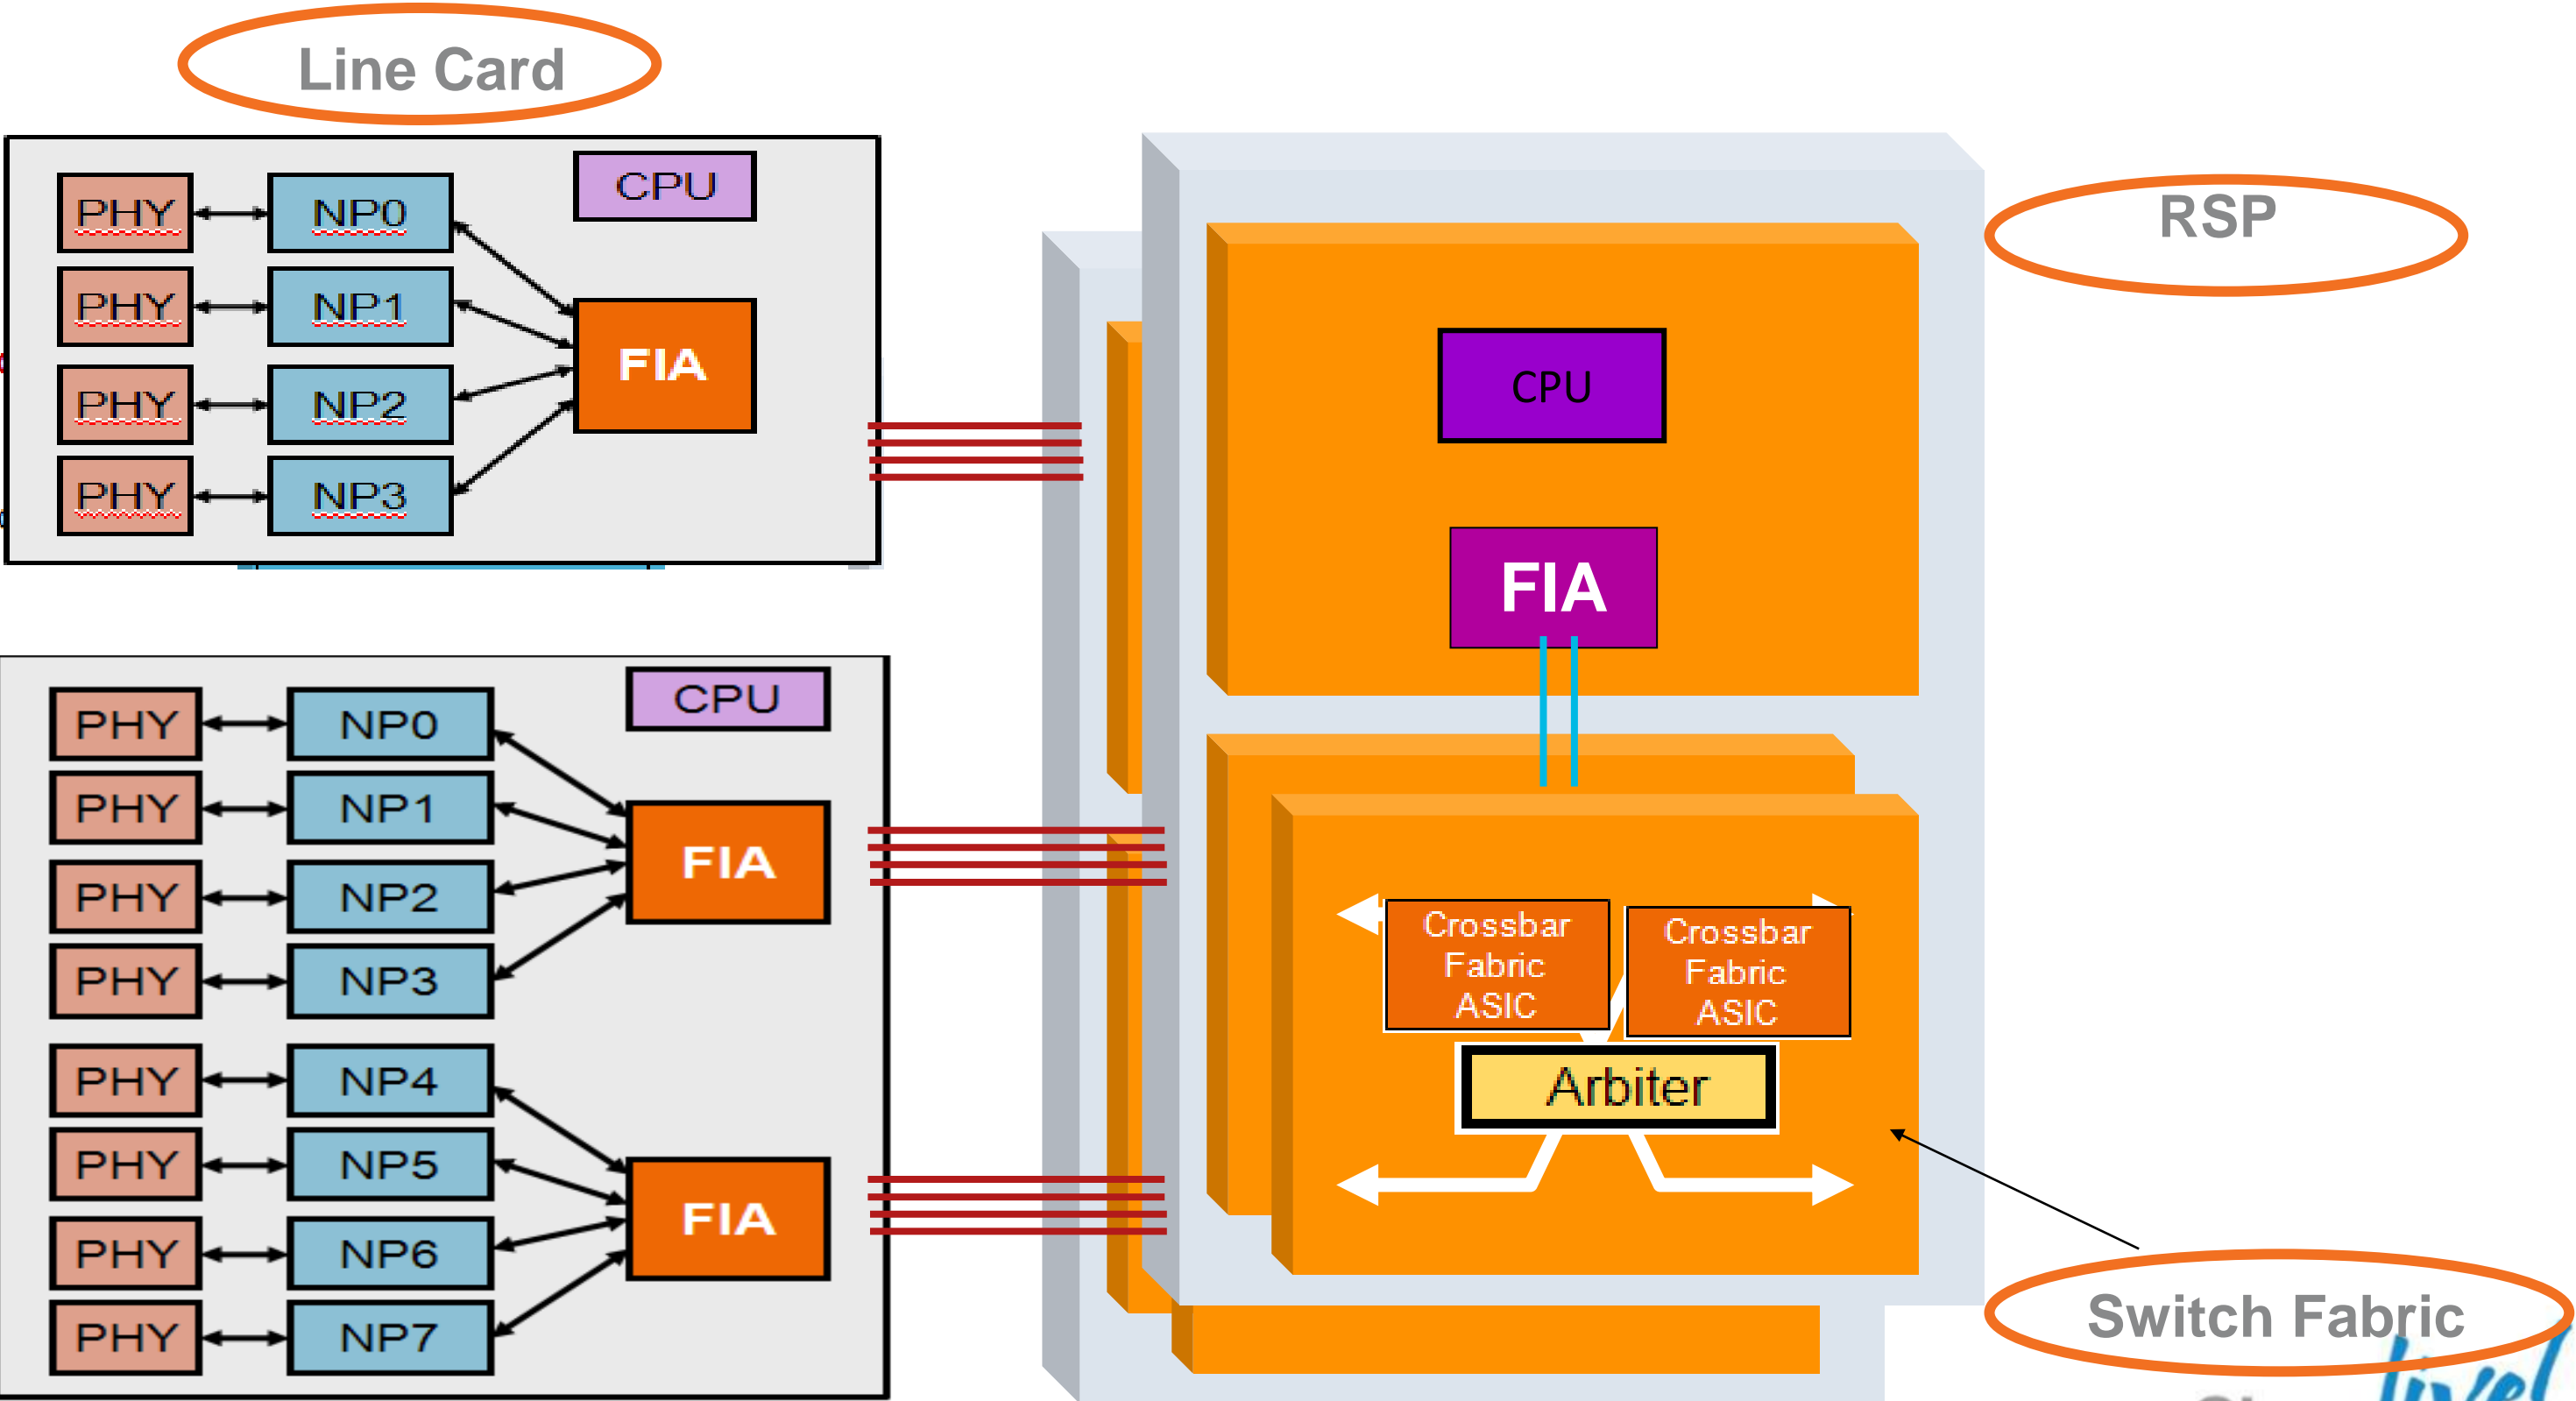 Line Card
PHY NP0 CPU
PHY NP1
FIA
PHY NP2
PHY NP3
CPU
PHY NP0
PHY NP1
FIA
PHY NP2
PHY NP3
PHY NP4
PHY NP5
FIA
PHY NP6
PHY NP7
RSP
CPU
FIA
Crossbar
Fabric
ASIC
Crossbar
Fabric
ASIC
Arbiter
Switch Fabric
live!